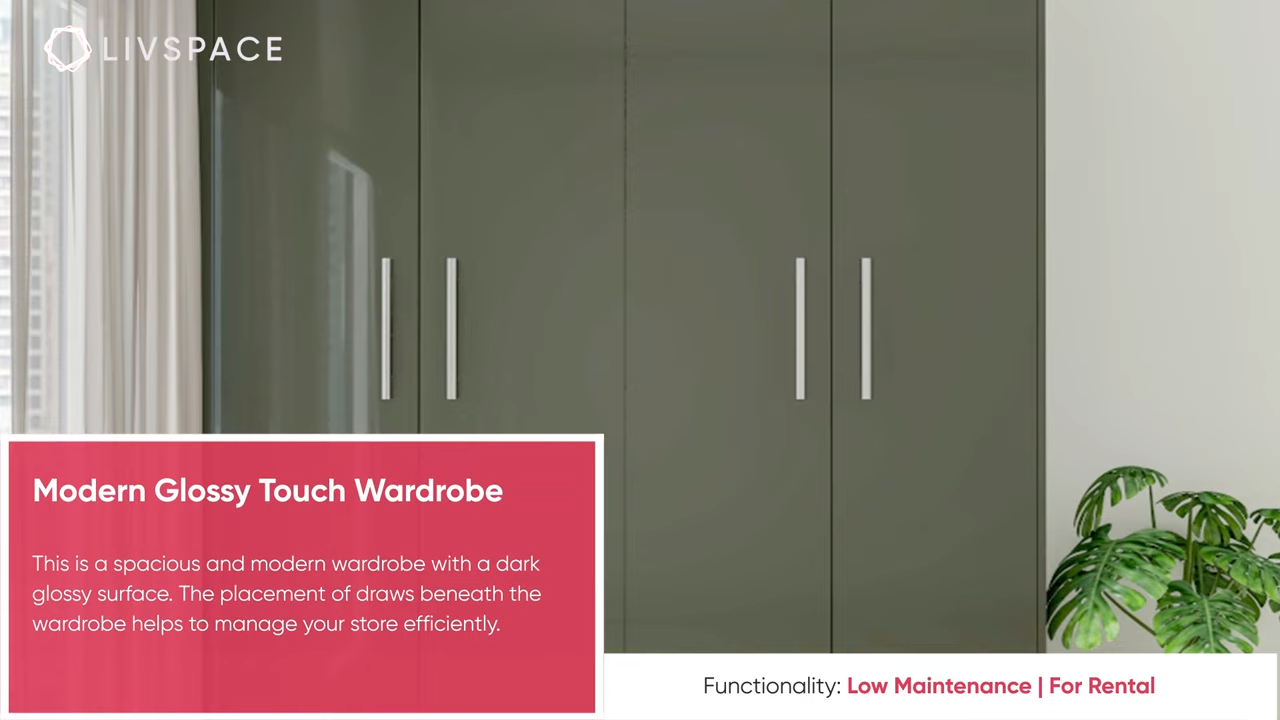 LIVSPACE
Modern Glossy Touch Wardrobe
This is a spacious and modern wardrobe with a dark
glossy surface. The placement of draws beneath the
wardrobe helps to manage your store efficiently.
Functionality: Low Maintenance | For Rental